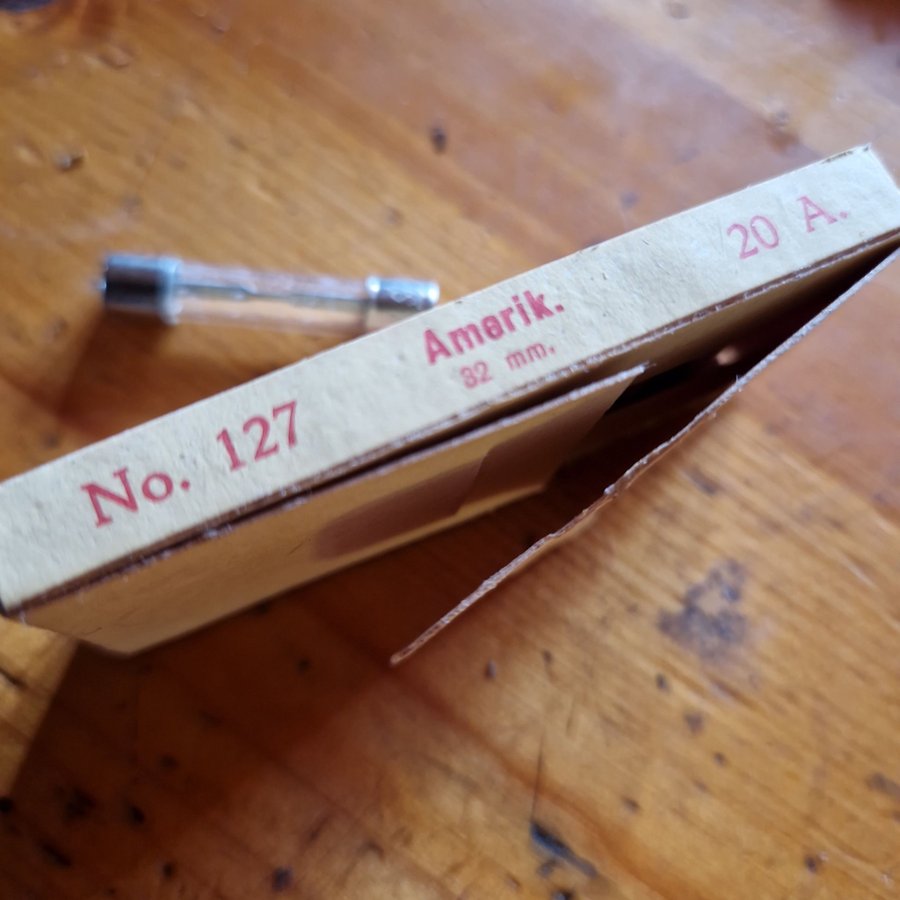 No. 127
Amerik.
32 mm.
20 A.